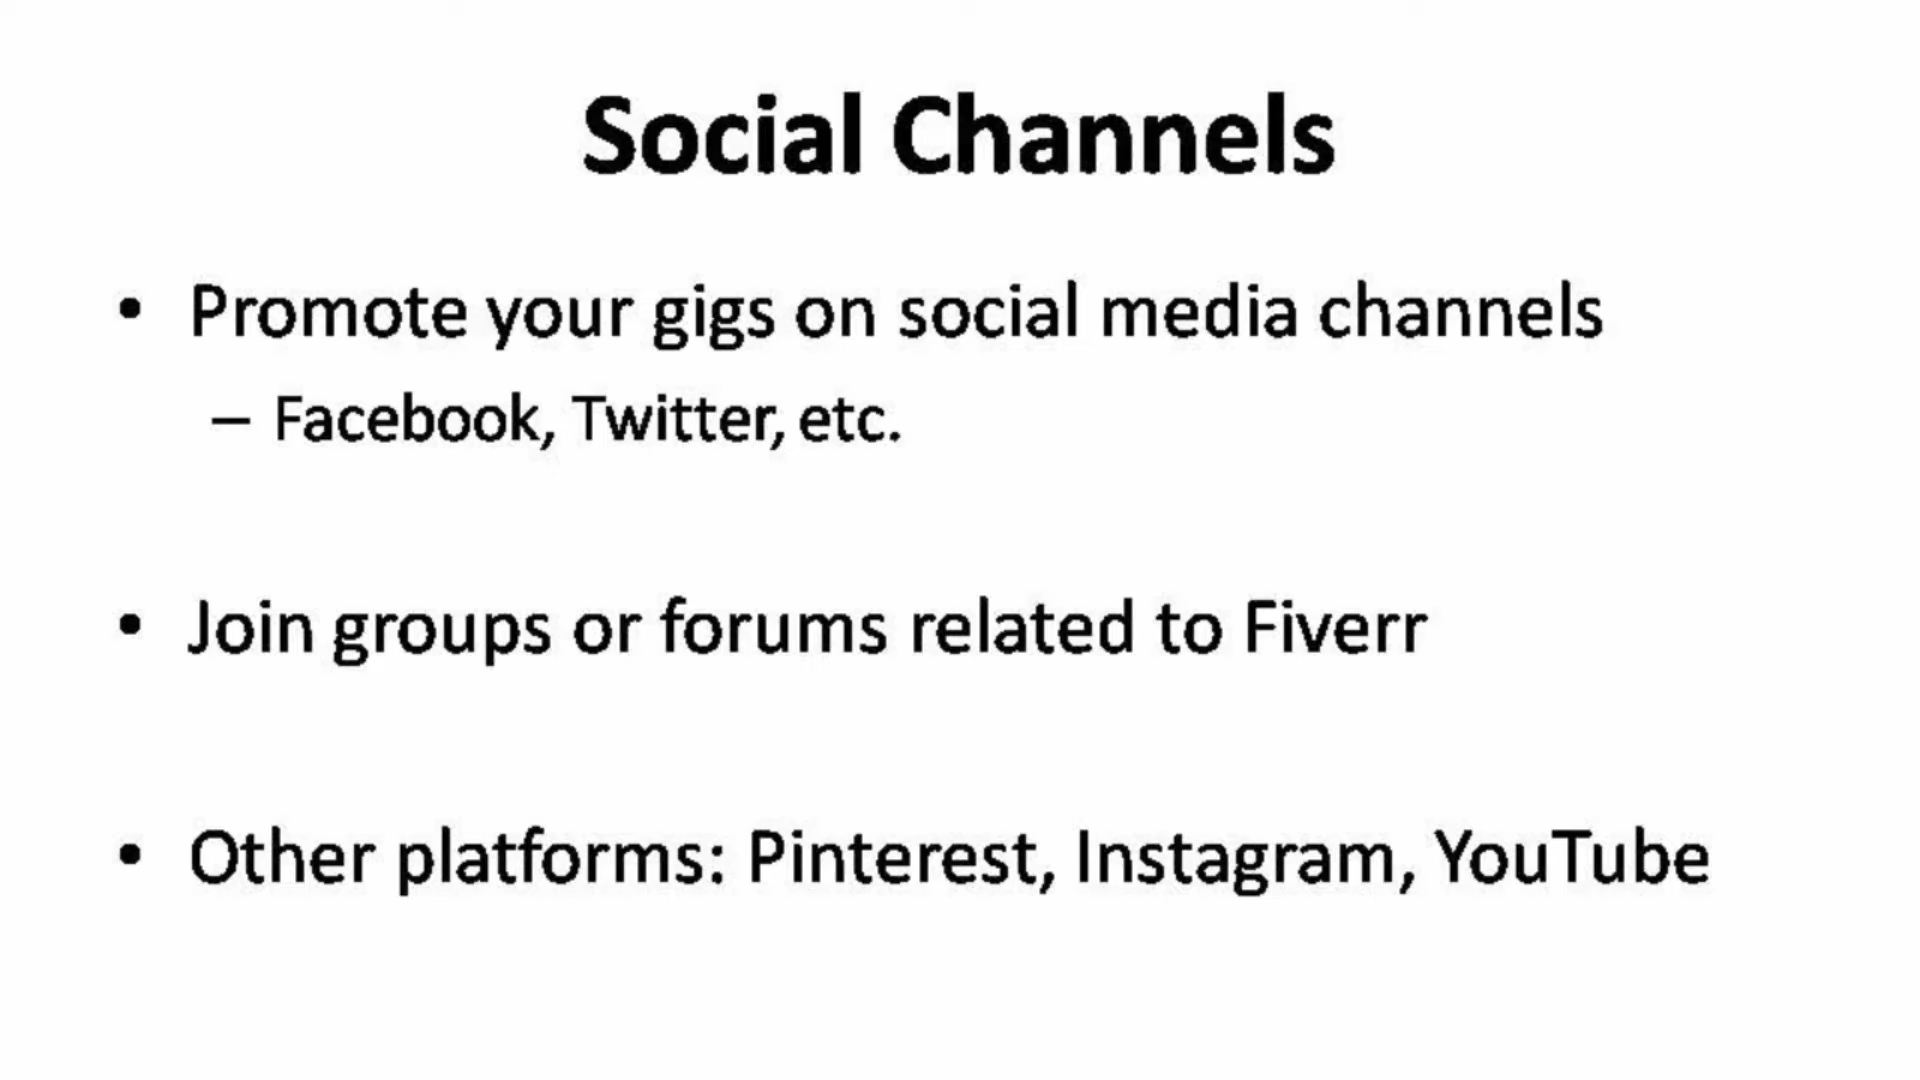 Social Channels
• Promote your gigs on social media channels
– Facebook, Twitter, etc.
• Join groups or forums related to Fiverr
• Other platforms: Pinterest, Instagram, YouTube